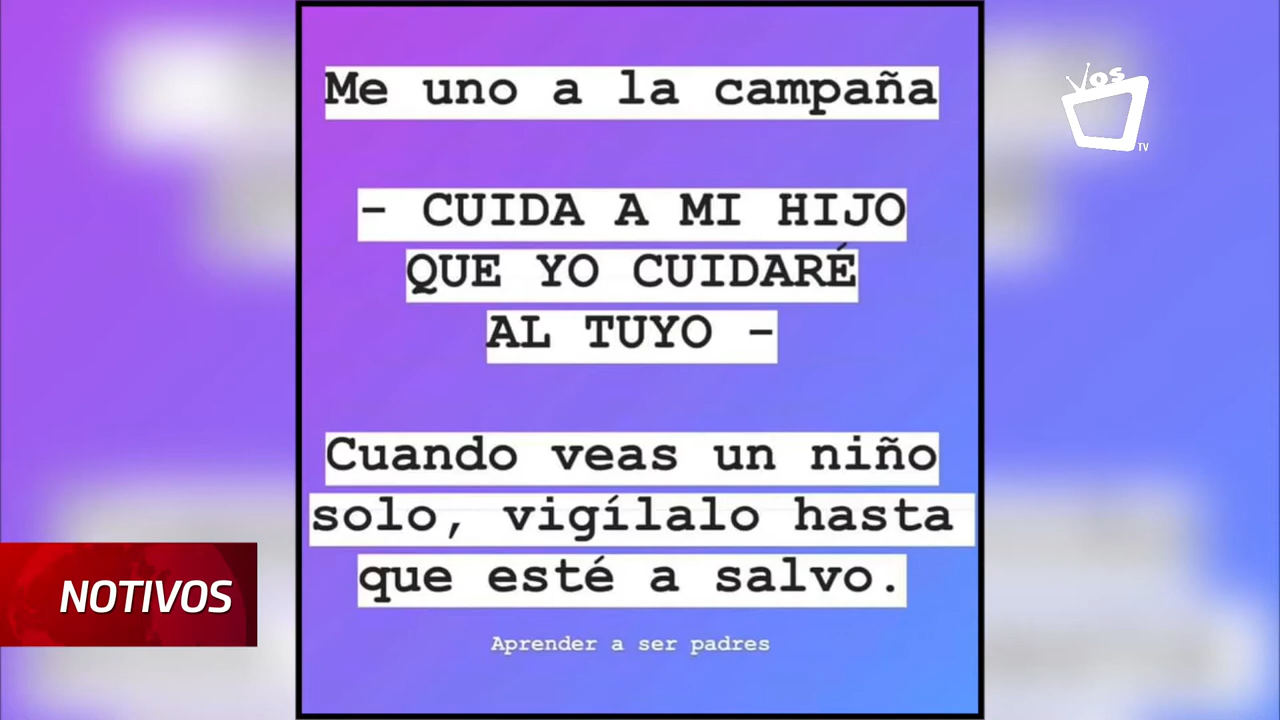 Me uno a la campaña
- CUIDA A MI HIJO
QUE YO CUIDARÉ
AL TUYO -
Cuando veas un niño
solo, vigílalo hasta
que esté a salvo.
Aprender a ser padres
NOTIVOS
Vos
TV